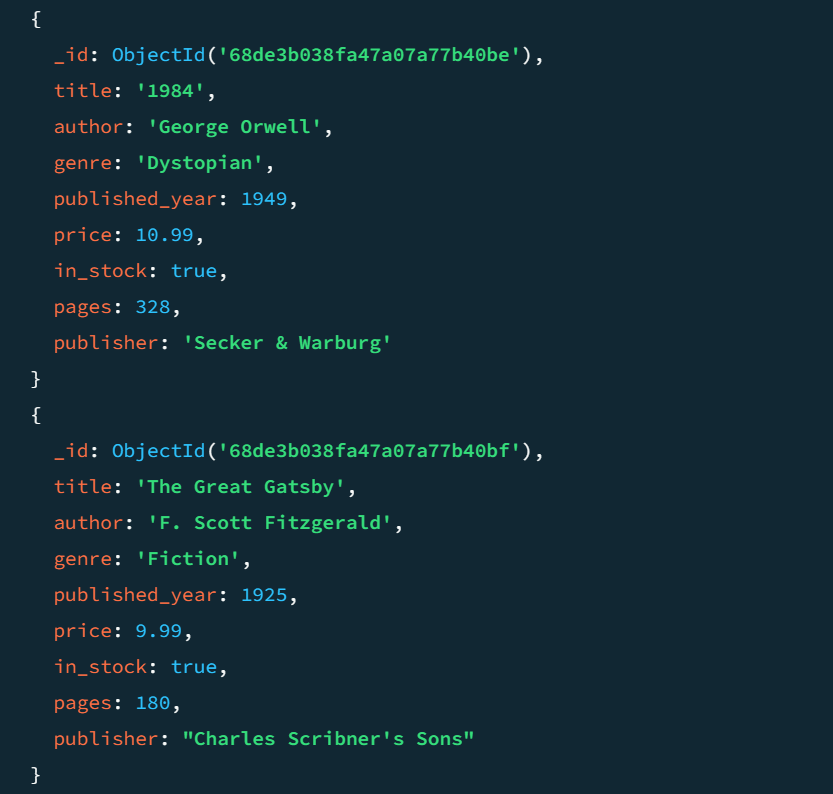 {
  _id: ObjectId('68de3b038fa47a07a77b40be'),
  title: '1984',
  author: 'George Orwell',
  genre: 'Dystopian',
  published_year: 1949,
  price: 10.99,
  in_stock: true,
  pages: 328,
  publisher: 'Secker & Warburg'
}
{
  _id: ObjectId('68de3b038fa47a07a77b40bf'),
  title: 'The Great Gatsby',
  author: 'F. Scott Fitzgerald',
  genre: 'Fiction',
  published_year: 1925,
  price: 9.99,
  in_stock: true,
  pages: 180,
  publisher: "Charles Scribner's Sons"
}